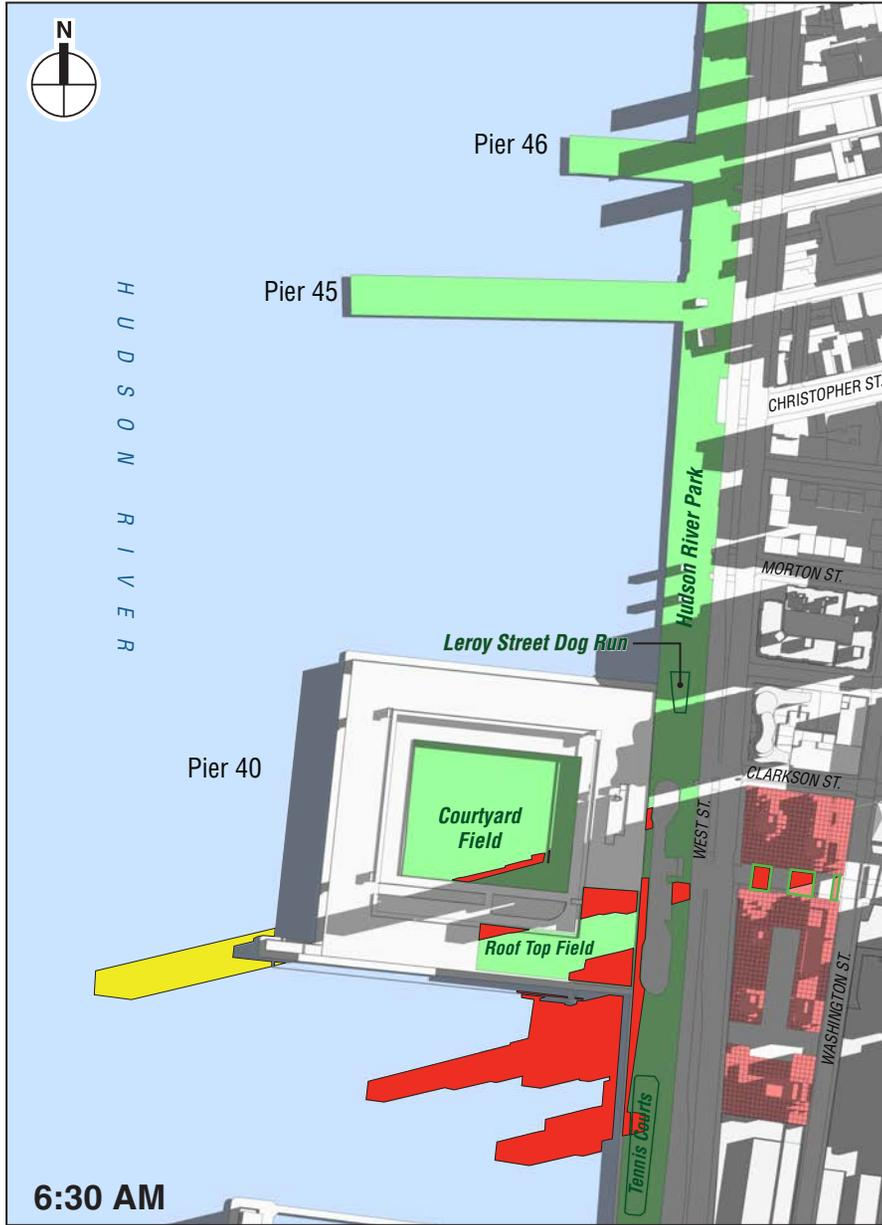 N
Pier 46
Pier 45
HUDSON RIVER
CHRISTOPHER ST.
Hudson River Park
MORTON ST.
Leroy Street Dog Run
Pier 40
CLARKSON ST.
WEST ST.
Courtyard
Field
Roof Top Field
WASHINGTON ST.
Tennis Courts
6:30 AM